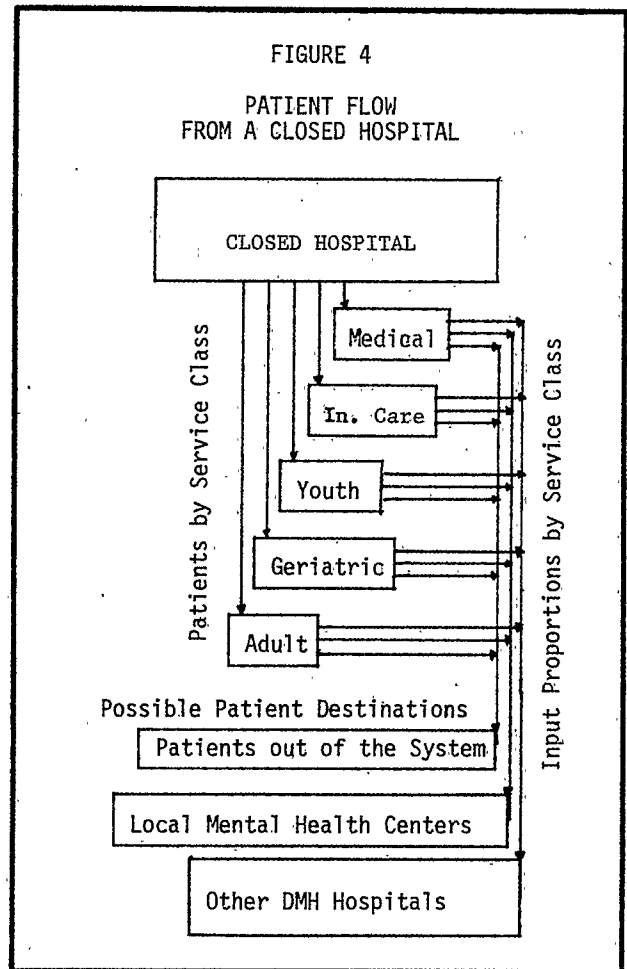 FIGURE 4
PATIENT FLOW
FROM A CLOSED HOSPITAL
CLOSED HOSPITAL
Patients by Service Class
Medical
In. Care
Youth
Geriatric
Adult
Input Proportions by Service Class
Possible Patient Destinations
Patients out of the System
Local Mental Health Centers
Other DMH Hospitals